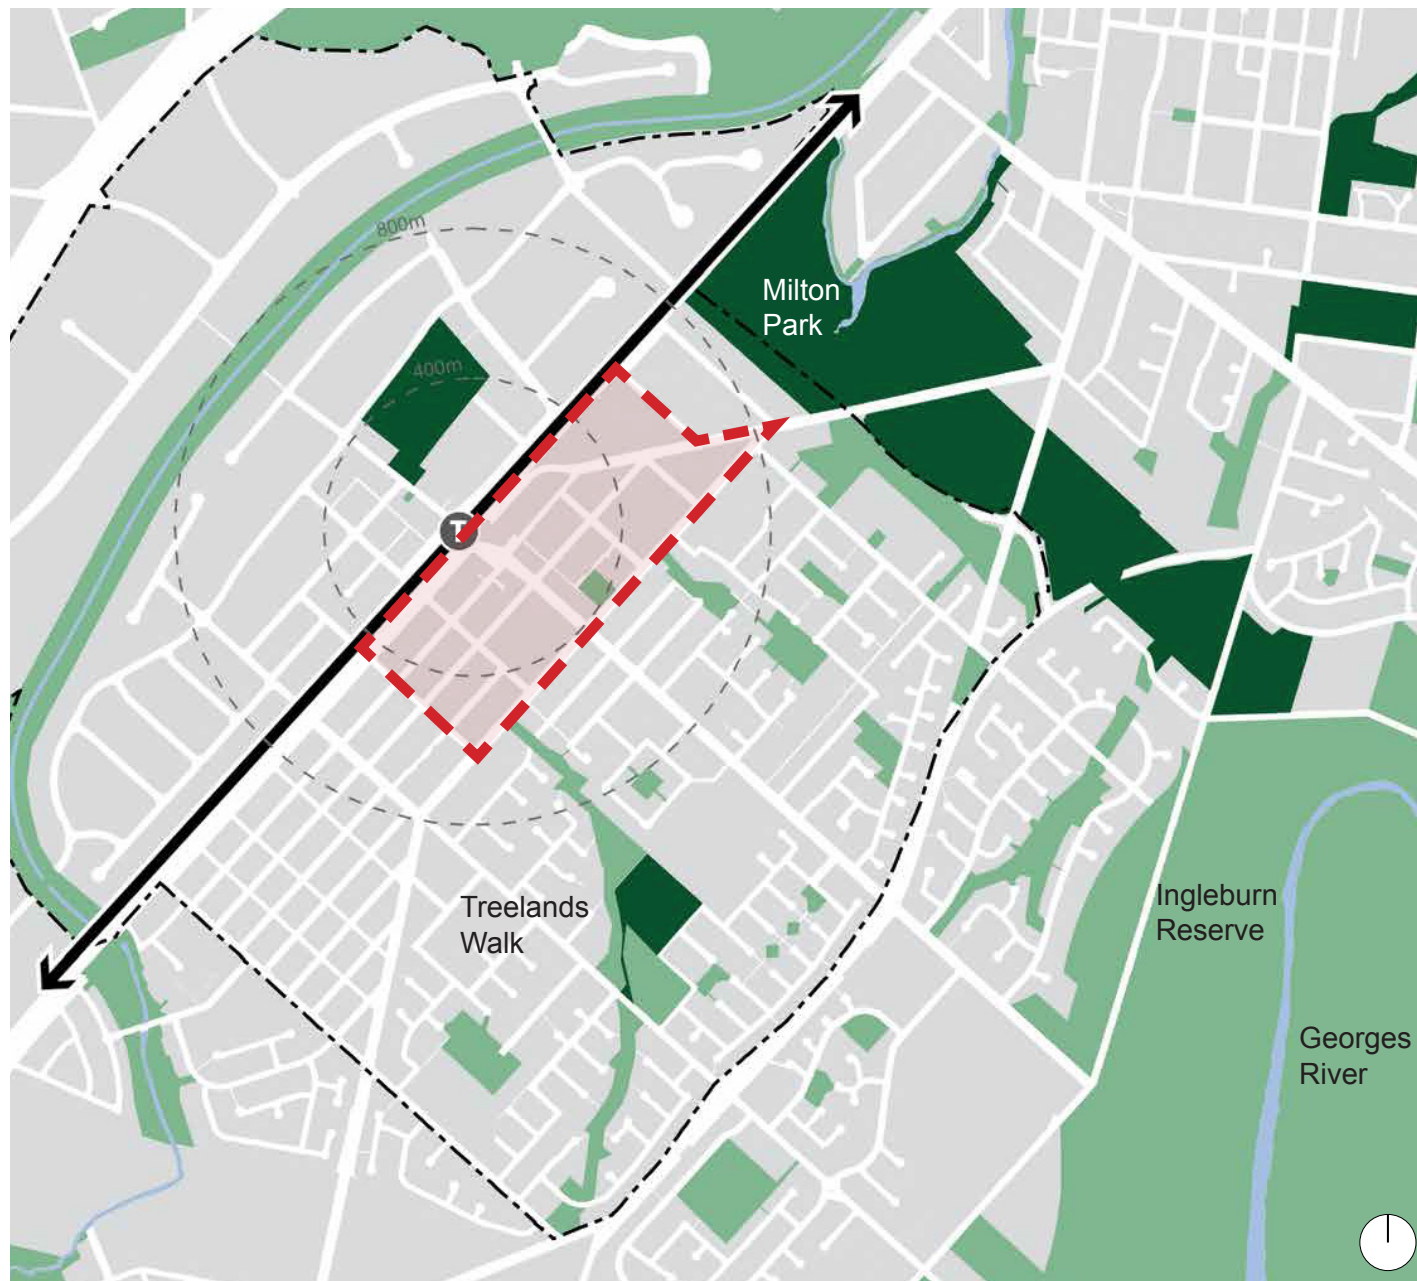 800m
Milton
Park
400m
T
Treelands
Walk
Ingleburn
Reserve
Georges
River